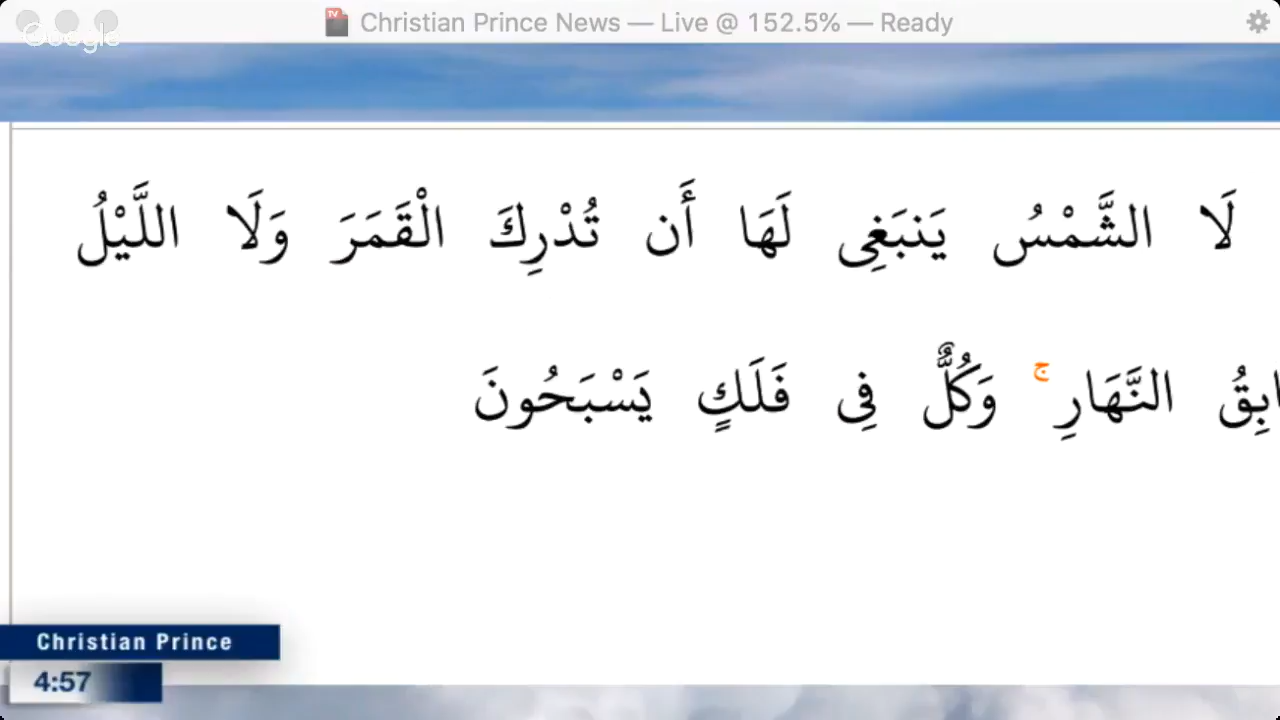 Christian Prince News — Live @ 152.5% — Ready
Google
لَا الشَّمْسُ يَنبَغِى لَهَا أَن تُدْرِكَ الْقَمَرَ وَلَا اللَّيْلُ
ابِقُ النَّهَارِ ۚ وَكُلٌّ فِى فَلَكٍ يَسْبَحُونَ
Christian Prince
4:57